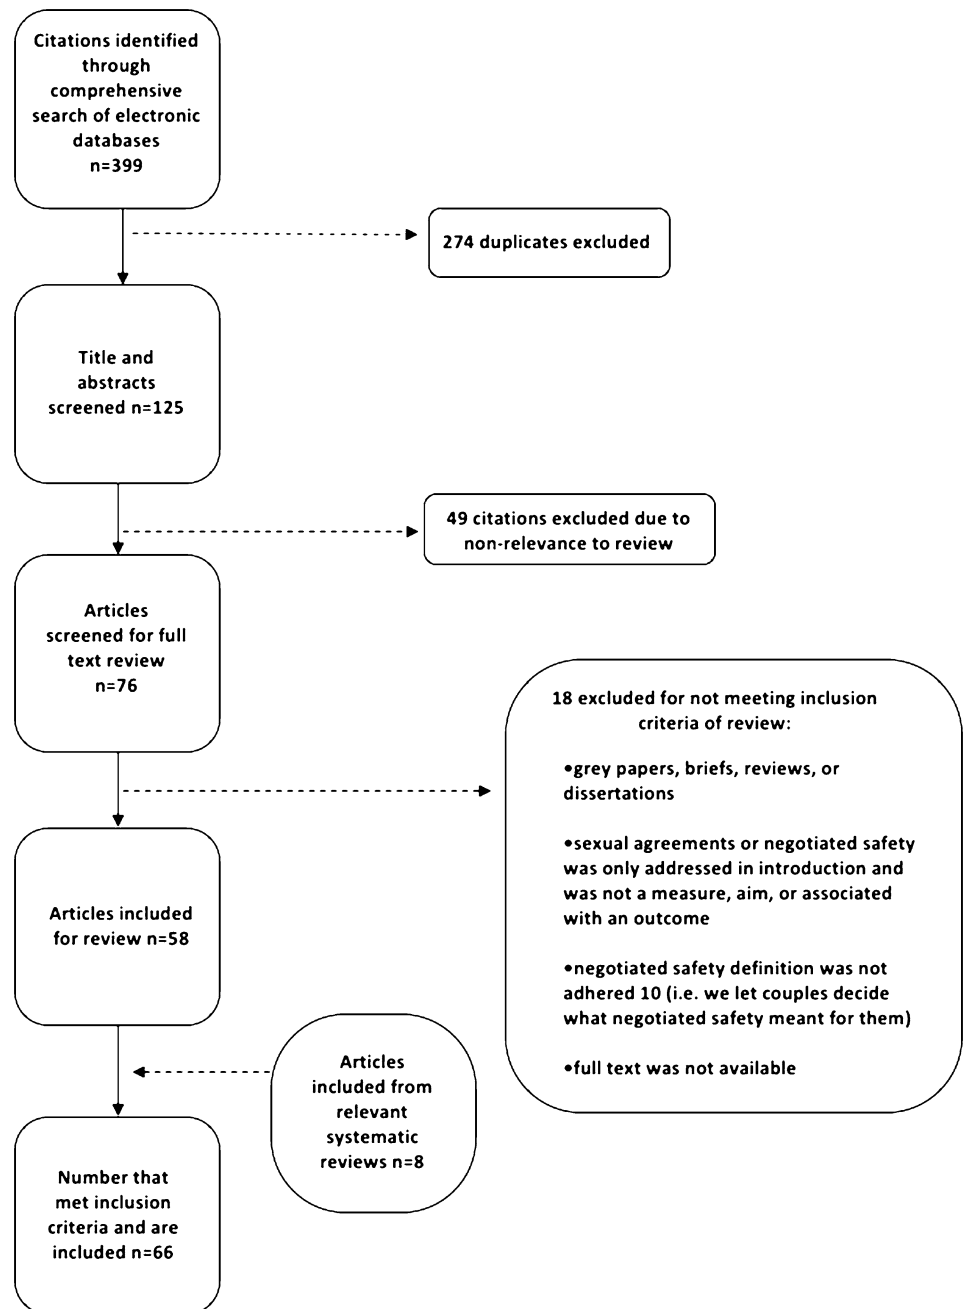 Citations identified
through
comprehensive
search of electronic
databases
n=399
274 duplicates excluded
Title and
abstracts
screened n=125
49 citations excluded due to
non-relevance to review
Articles
screened for full
text review
n=76
18 excluded for not meeting inclusion
criteria of review:
•grey papers, briefs, reviews, or
dissertations
•sexual agreements or negotiated safety
was only addressed in introduction and
was not a measure, aim, or associated
with an outcome
•negotiated safety definition was not
adhered 10 (i.e. we let couples decide
what negotiated safety meant for them)
•full text was not available
Articles included
for review n=58
Articles
included from
relevant
systematic
reviews n=8
Number that
met inclusion
criteria and are
included n=66